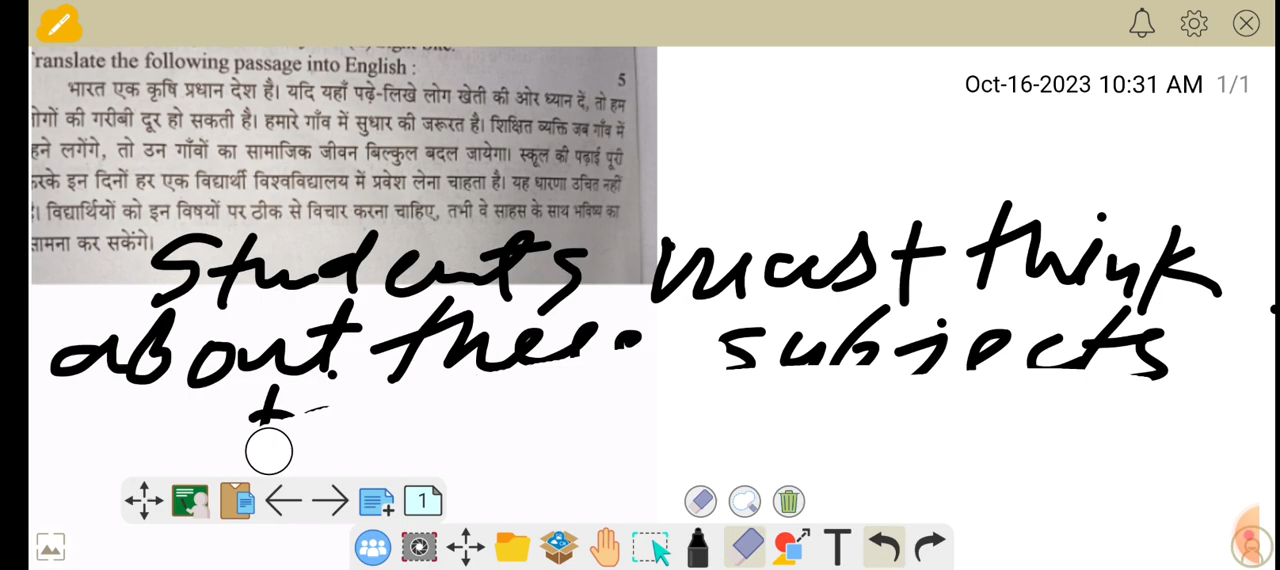 Oct-16-2023 10:31 AM 1/1
Translate the following passage into English :
5
भारत एक कृषि प्रधान देश है। यदि यहाँ पढ़े-लिखे लोग खेती की ओर ध्यान दें, तो हम
लोगों की गरीबी दूर हो सकती है। हमारे गाँव में सुधार की जरूरत है। शिक्षित व्यक्ति जब गाँव में
रहने लगेंगे, तो उन गाँवों का सामाजिक जीवन बिल्कुल बदल जायेगा। स्कूल की पढ़ाई पूरी
करके इन दिनों हर एक विद्यार्थी विश्वविद्यालय में प्रवेश लेना चाहता है। यह धारणा उचित नहीं
है। विद्यार्थियों को इन विषयों पर ठीक से विचार करना चाहिए, तभी वे साहस के साथ भविष्य का
सामना कर सकेंगे।
Students must think
about these subjects
1
T